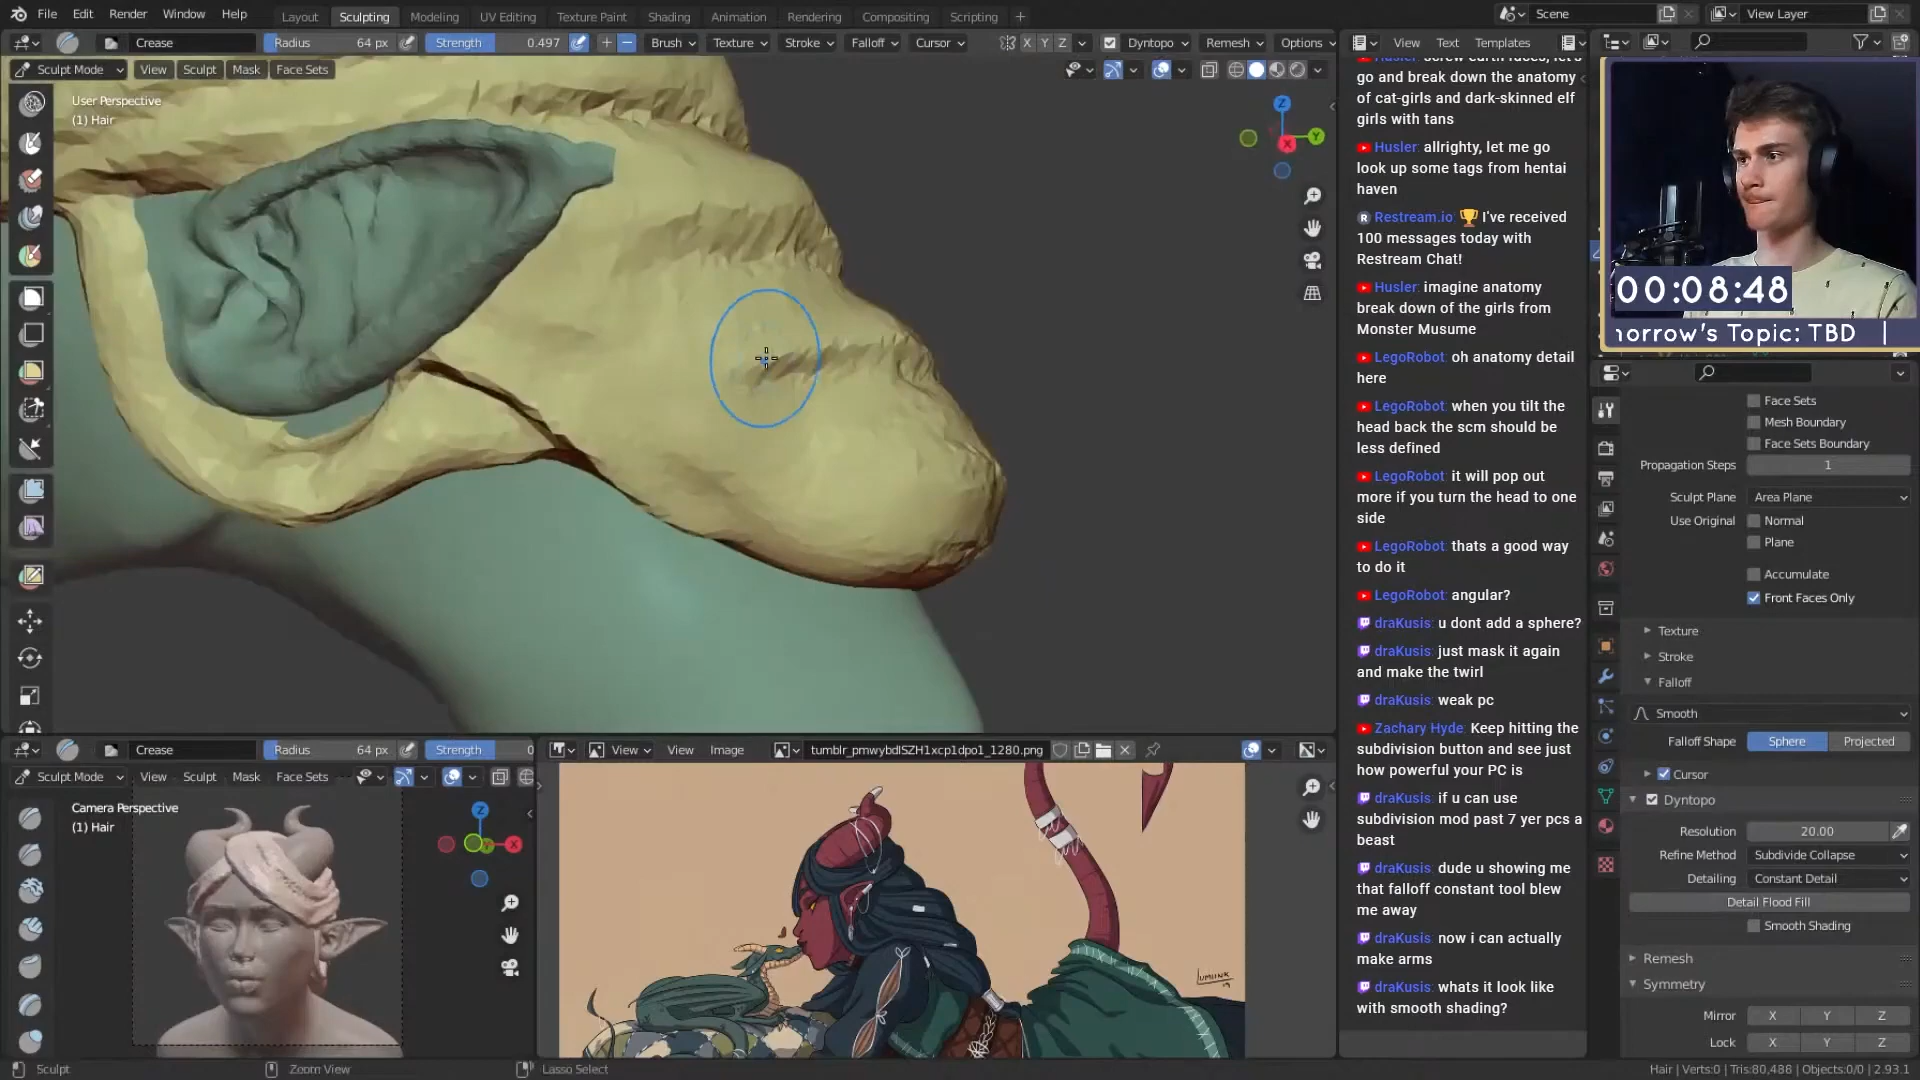 File Edit Render Window Help Layout Sculpting Modeling UV Editing Texture Paint Shading Animation Rendering Compositing Scripting + Scene View Layer
Crease Radius 64 px Strength 0.497 Brush Texture Stroke Falloff Cursor X Y Z Dyntopo Remesh Options View Text Templates
Sculpt Mode View Sculpt Mask Face Sets
User Perspective
(1) Hair
Z
Y
X
Husler: screw earth faces, let's
go and break down the anatomy
of cat-girls and dark-skinned elf
girls with tans
Husler: allrighty, let me go
look up some tags from hentai
haven
Restream.io: 🏆 I've received
100 messages today with
Restream Chat!
Husler: imagine anatomy
break down of the girls from
Monster Musume
LegoRobot: oh anatomy detail
here
LegoRobot: when you tilt the
head back the scm should be
less defined
LegoRobot: it will pop out
more if you turn the head to one
side
LegoRobot: thats a good way
to do it
LegoRobot: angular?
draKusis: u dont add a sphere?
draKusis: just mask it again
and make the twirl
draKusis: weak pc
Zachary Hyde: Keep hitting the
subdivision button and see just
how powerful your PC is
draKusis: if u can use
subdivision mod past 7 yer pcs a
beast
draKusis: dude u showing me
that falloff constant tool blew
me away
draKusis: now i can actually
make arms
draKusis: whats it look like
with smooth shading?
00:08:48
norrow's Topic: TBD |
Face Sets
Mesh Boundary
Face Sets Boundary
Propagation Steps 1
Sculpt Plane Area Plane
Use Original Normal
Plane
Accumulate
Front Faces Only
Texture
Stroke
Falloff
Smooth
Falloff Shape Sphere Projected
Cursor
Dyntopo
Resolution 20.00
Refine Method Subdivide Collapse
Detailing Constant Detail
Detail Flood Fill
Smooth Shading
Remesh
Symmetry
Mirror X Y Z
Lock X Y Z
Crease Radius 64 px Strength 0
Sculpt Mode View Sculpt Mask Face Sets
Camera Perspective
(1) Hair
Z
X
View View Image tumblr_pmwybdlSZH1xcp1dpo1_1280.png
LUMINK
19
Sculpt Zoom View Lasso Select Hair | Verts:0 | Tris:80,486 | Objects:0/0 | 2.93.1